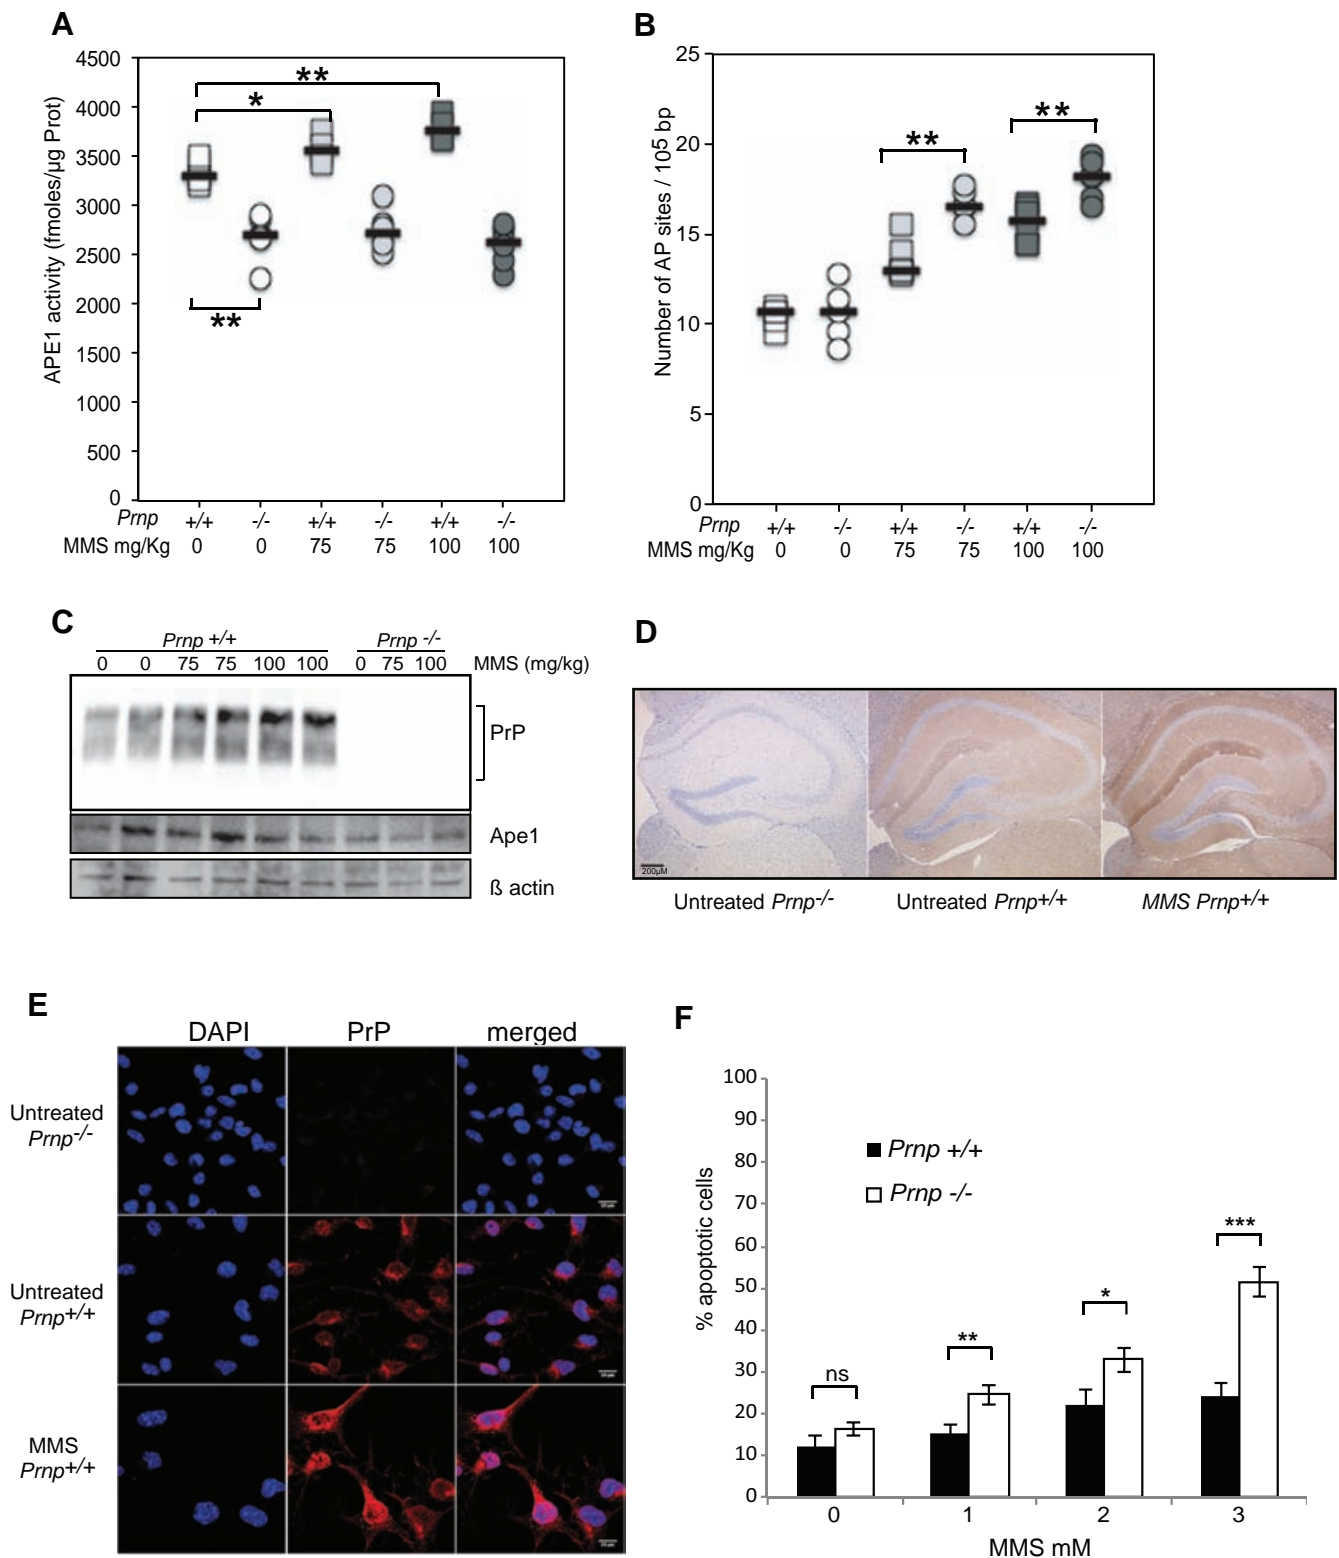 A
4500
4000
3500
3000
2500
2000
1500
1000
500
0
APE1 activity (fmoles/µg Prot)
**
*
**
Prnp +/+ -/- +/+ -/- +/+ -/-
MMS mg/Kg 0 0 75 75 100 100
B
25
20
15
10
5
0
Number of AP sites / 10⁵ bp
**
**
Prnp +/+ -/- +/+ -/- +/+ -/-
MMS mg/Kg 0 0 75 75 100 100
C
Prnp +/+ Prnp -/-
0 0 75 75 100 100 0 75 100 MMS (mg/kg)
PrP
Ape1
ß actin
D
200µM
Untreated Prnp-/- Untreated Prnp+/+ MMS Prnp+/+
E
DAPI PrP merged
Untreated
Prnp-/-
Untreated
Prnp+/+
MMS
Prnp+/+
F
100
90
80
70
60
50
40
30
20
10
0
% apoptotic cells
Prnp +/+
Prnp -/-
ns
**
*
***
0 1 2 3
MMS mM